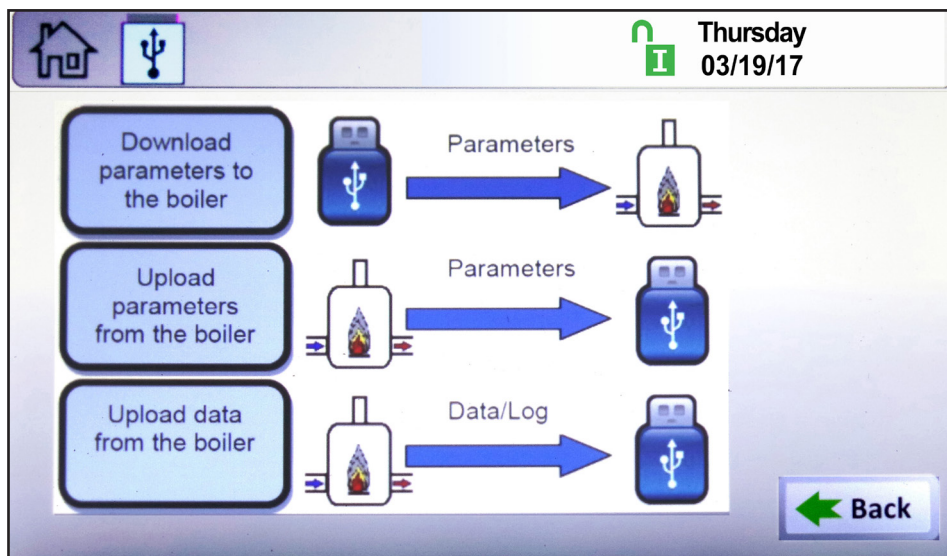 Thursday
I
03/19/17
Download
parameters to
the boiler
Parameters
Upload
parameters
from the boiler
Parameters
Upload data
from the boiler
Data/Log
Back